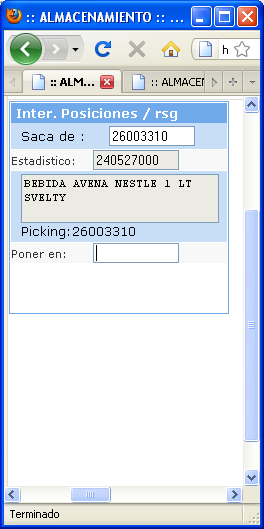 :: ALMACENAMIENTO :: ...
h
:: ALM...
:: ALMACEN
Inter. Posiciones / rsg
Saca de : 26003310
Estadistico: 240527000
BEBIDA AVENA NESTLE 1 LT
SVELTY
Picking: 26003310
Poner en:
Terminado